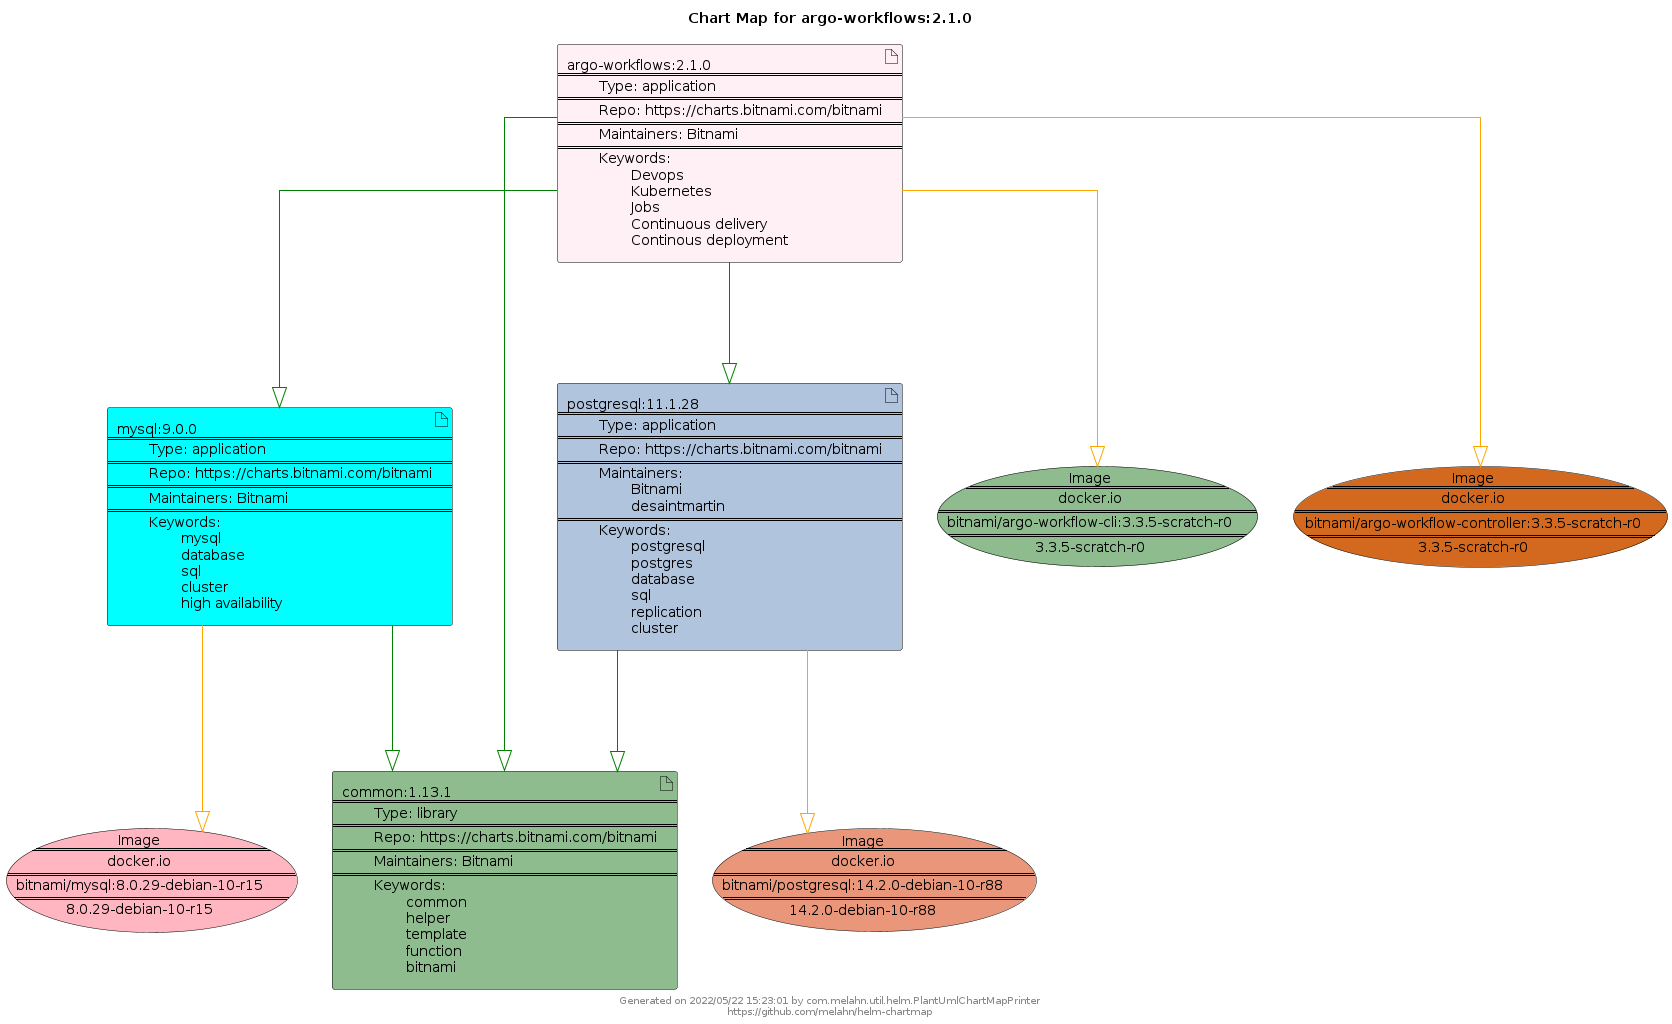 Chart Map for argo-workflows:2.1.0
argo-workflows:2.1.0
Type: application
Repo: https://charts.bitnami.com/bitnami
Maintainers: Bitnami
Keywords:
Devops
Kubernetes
Jobs
Continuous delivery
Continous deployment
mysql:9.0.0
Type: application
Repo: https://charts.bitnami.com/bitnami
Maintainers: Bitnami
Keywords:
mysql
database
sql
cluster
high availability
postgresql:11.1.28
Type: application
Repo: https://charts.bitnami.com/bitnami
Maintainers:
Bitnami
desaintmartin
Keywords:
postgresql
postgres
database
sql
replication
cluster
Image
docker.io
bitnami/argo-workflow-cli:3.3.5-scratch-r0
3.3.5-scratch-r0
Image
docker.io
bitnami/argo-workflow-controller:3.3.5-scratch-r0
3.3.5-scratch-r0
Image
docker.io
bitnami/mysql:8.0.29-debian-10-r15
8.0.29-debian-10-r15
common:1.13.1
Type: library
Repo: https://charts.bitnami.com/bitnami
Maintainers: Bitnami
Keywords:
common
helper
template
function
bitnami
Image
docker.io
bitnami/postgresql:14.2.0-debian-10-r88
14.2.0-debian-10-r88
Generated on 2022/05/22 15:23:01 by com.melahn.util.helm.PlantUmlChartMapPrinter
https://github.com/melahn/helm-chartmap